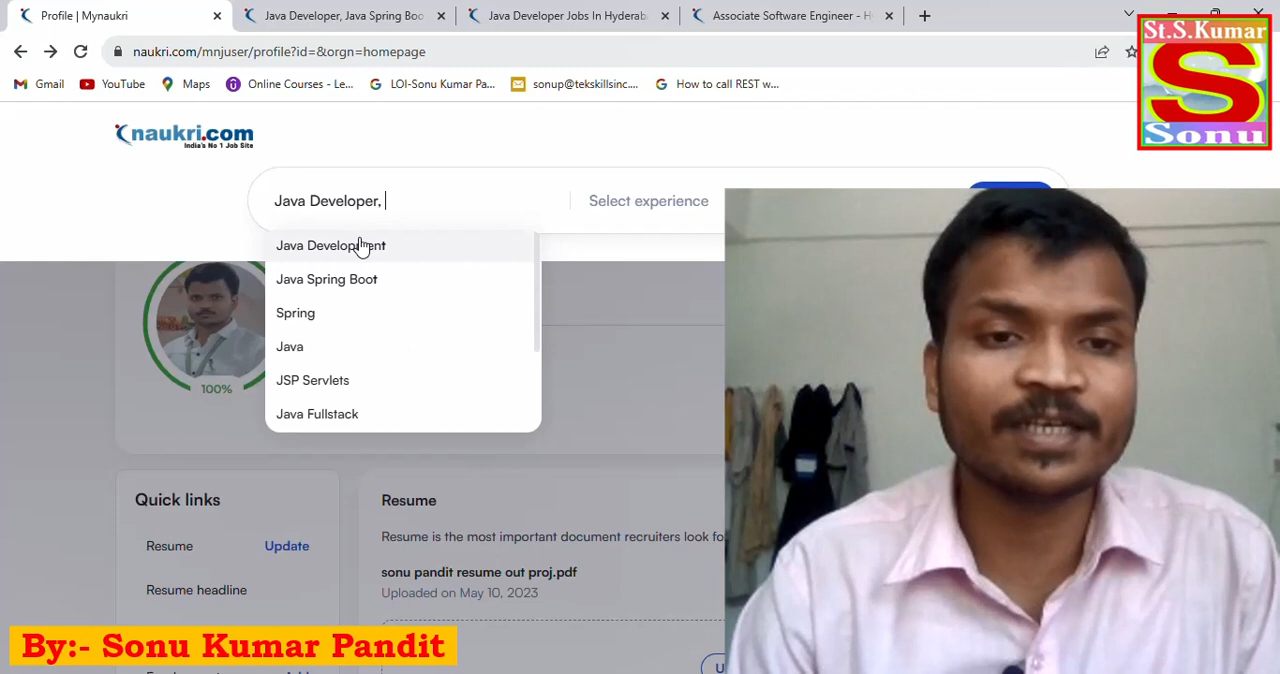 Profile | Mynaukri
Java Developer, Java Spring Boo
Java Developer Jobs In Hyderab
Associate Software Engineer - H
naukri.com/mnjuser/profile?id=&orgn=homepage
Gmail
YouTube
Maps
Online Courses - Le...
LOI-Sonu Kumar Pa...
sonup@tekskillsinc....
How to call REST w...
St.S.Kumar
S
Sonu
naukri.com
India's No 1 Job Site
Java Developer,
Select experience
Java Development
Java Spring Boot
Spring
Java
JSP Servlets
Java Fullstack
100%
Quick links
Resume
Update
Resume headline
Resume
Resume is the most important document recruiters look fo
sonu pandit resume out proj.pdf
Uploaded on May 10, 2023
U
By:- Sonu Kumar Pandit